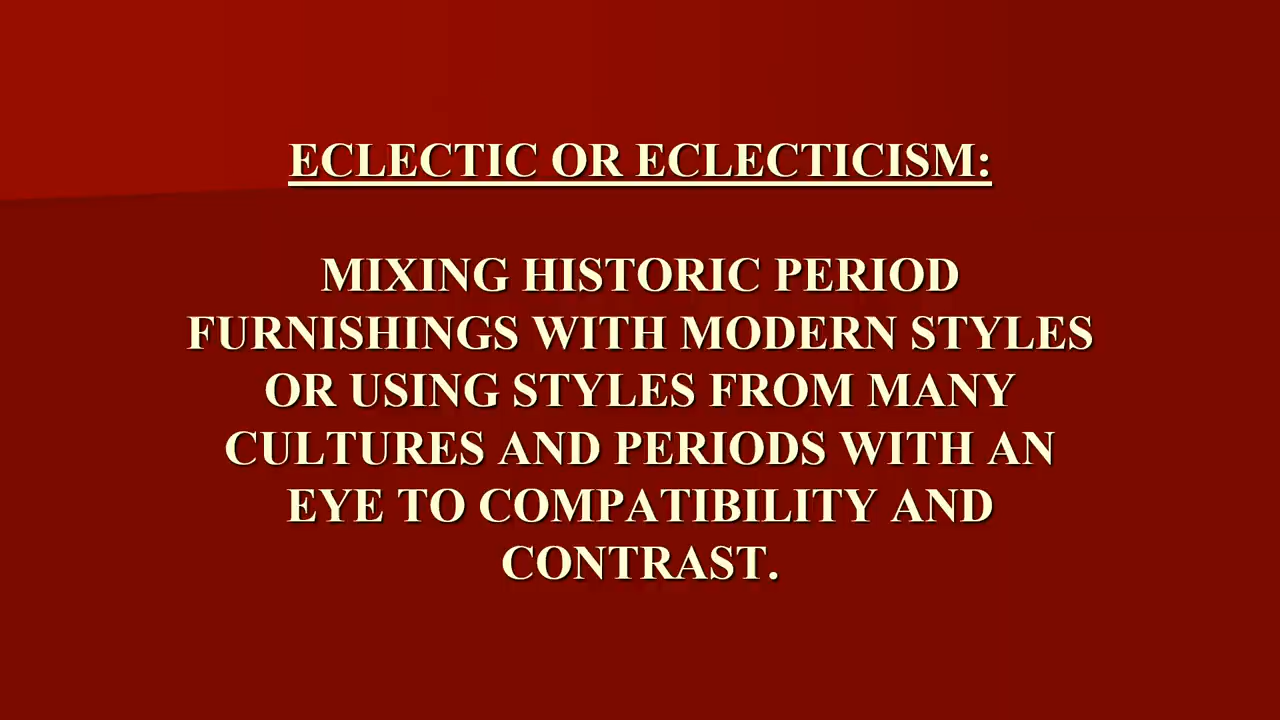 ECLECTIC OR ECLECTICISM:
MIXING HISTORIC PERIOD
FURNISHINGS WITH MODERN STYLES
OR USING STYLES FROM MANY
CULTURES AND PERIODS WITH AN
EYE TO COMPATIBILITY AND
CONTRAST.